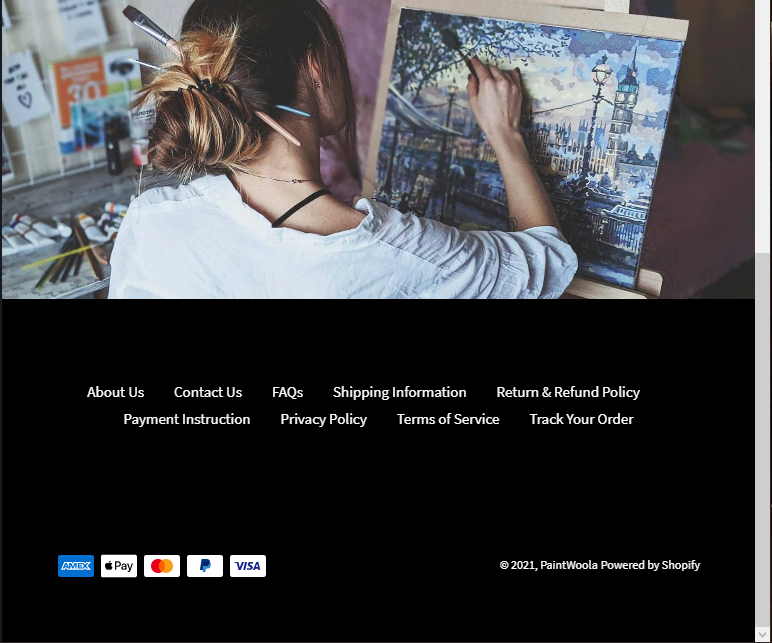 30
About Us Contact Us FAQs Shipping Information Return & Refund Policy
Payment Instruction Privacy Policy Terms of Service Track Your Order
AMEX Pay VISA
© 2021, PaintWoola Powered by Shopify